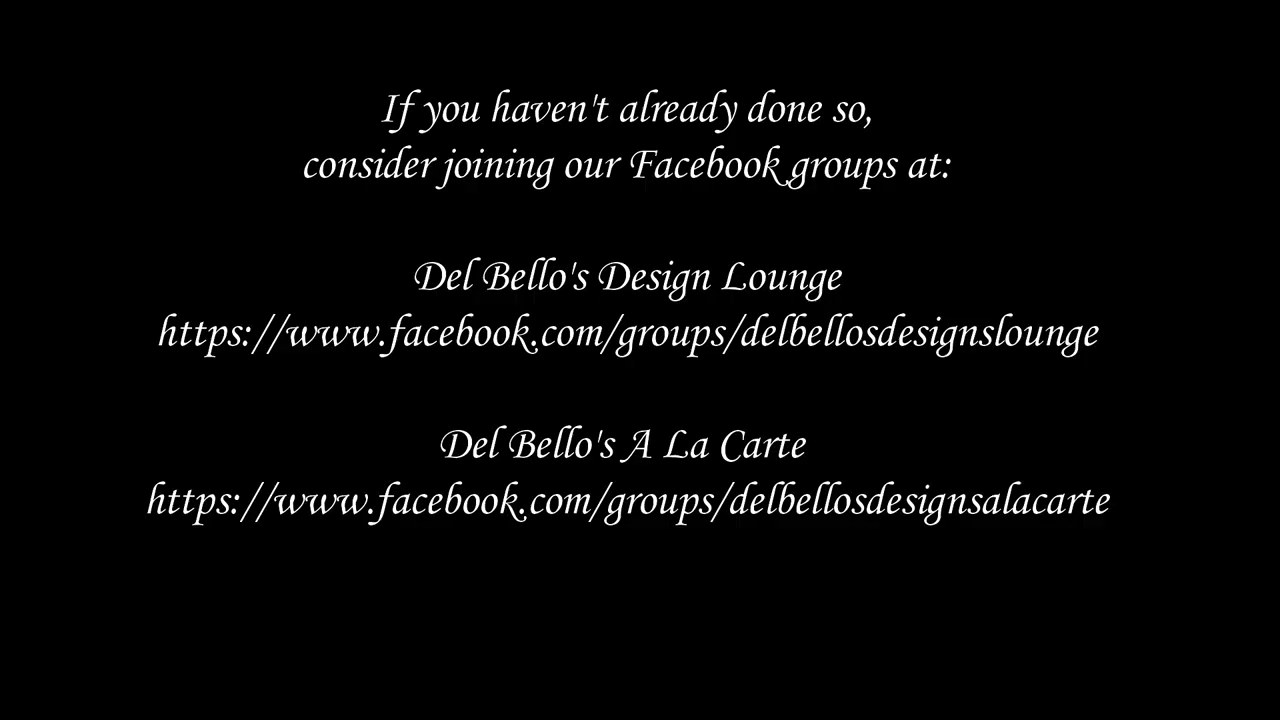 If you haven't already done so,
consider joining our Facebook groups at:
Del Bello's Design Lounge
https://www.facebook.com/groups/delbellosdesignslounge
Del Bello's A La Carte
https://www.facebook.com/groups/delbellosdesignsalacarte